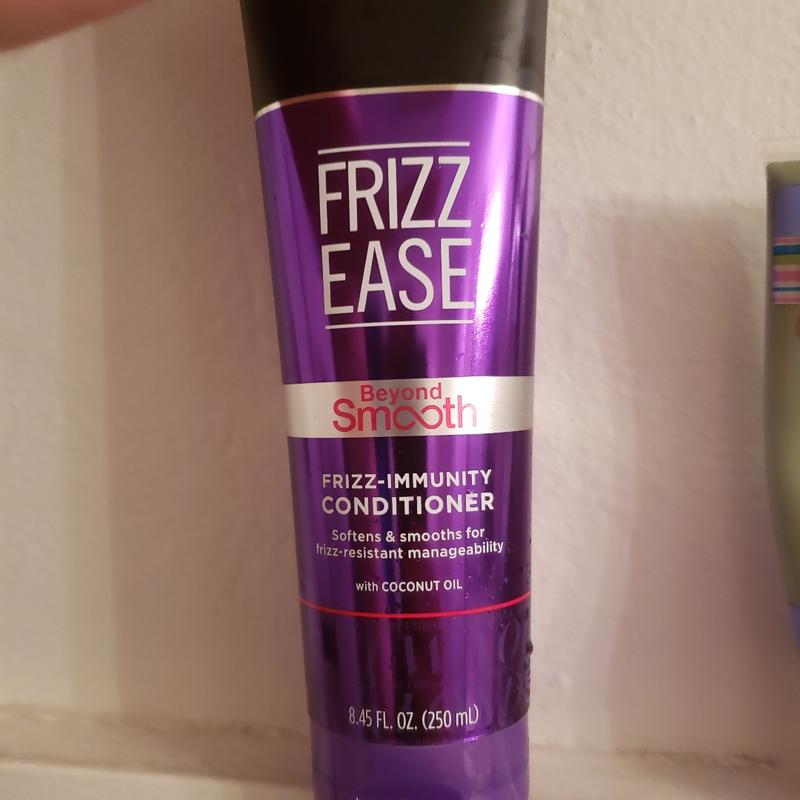 FRIZZ
EASE
Beyond
Smooth
FRIZZ-IMMUNITY
CONDITIONER
Softens & smooths for
frizz-resistant manageability
with COCONUT OIL
8.45 FL. OZ. (250 mL)